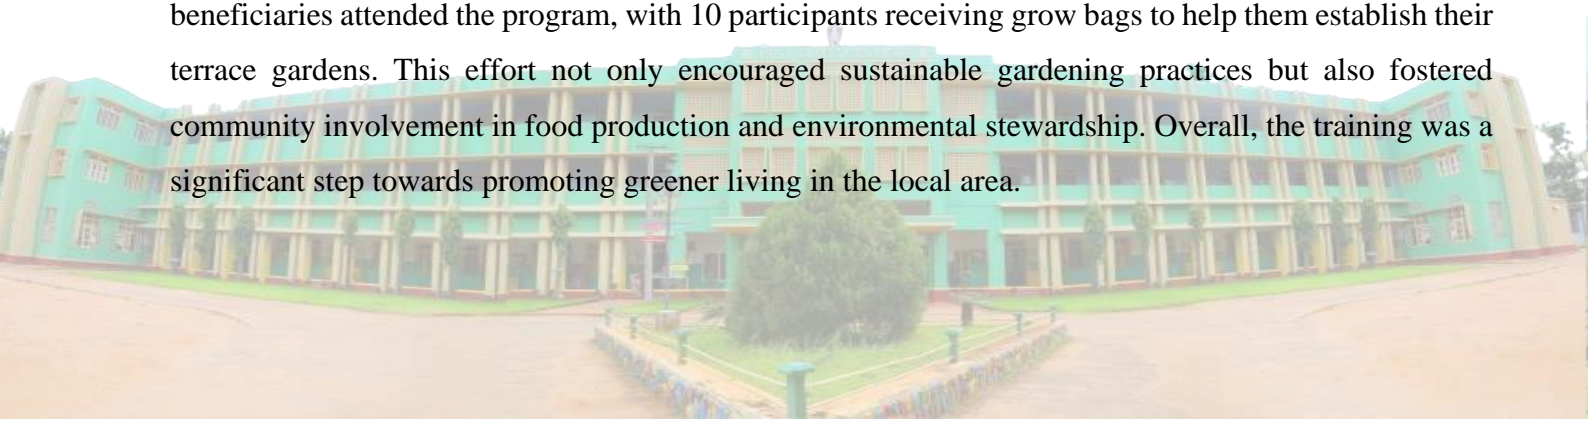 beneficiaries attended the program, with 10 participants receiving grow bags to help them establish their
terrace gardens. This effort not only encouraged sustainable gardening practices but also fostered
community involvement in food production and environmental stewardship. Overall, the training was a
significant step towards promoting greener living in the local area.